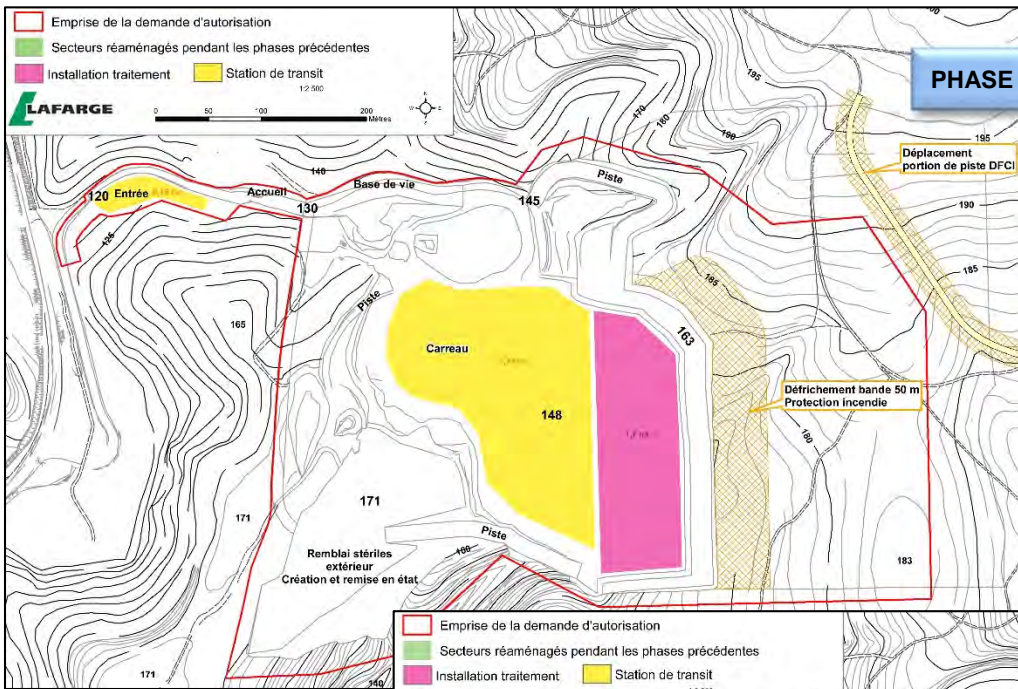 Emprise de la demande d'autorisation
Secteurs réaménagés pendant les phases précédentes
Installation traitement
Station de transit
1:2 500
LAFARGE
0 50 100 200
Mètres
N
PHASE
195
200
170
180
190
195
Déplacement
portion de piste DFCI
140
Base de vie
Piste
Accueil
120
Entrée
130
145
125
190
185
185
Piste
165
163
Carreau
148
Défrichement bande 50 m
Protection incendie
180
171
171
Piste
Remblai stériles
extérieur
Création et remise en état
183
171
140
Emprise de la demande d'autorisation
Secteurs réaménagés pendant les phases précédentes
Installation traitement
Station de transit